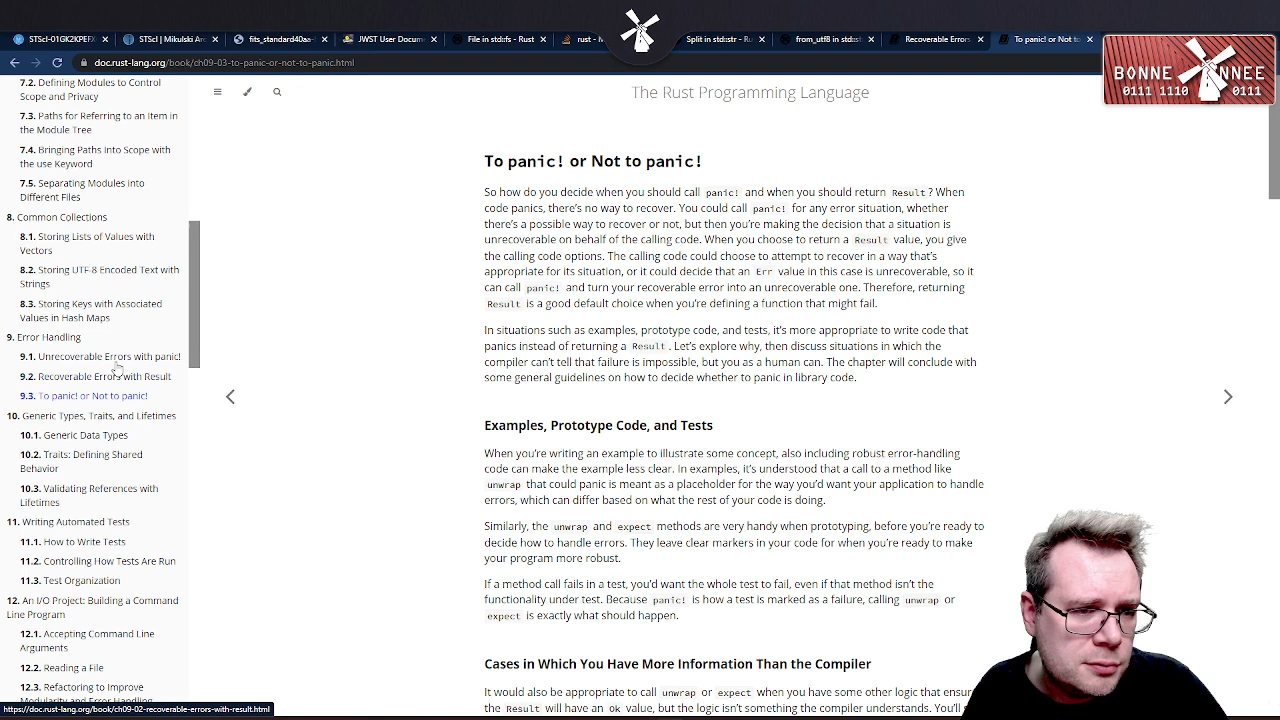 STScI-01GK2KPEFX
STScI | Mikulski Arc
fits_standard40aa-
JWST User Docum
File in std::fs - Rust
rust -
Split in std::str - Ru
from_utf8 in std::str
Recoverable Errors
To panic! or Not to
doc.rust-lang.org/book/ch09-03-to-panic-or-not-to-panic.html
BONNE NNEE
0111 1110 0111
The Rust Programming Language
7.2. Defining Modules to Control
Scope and Privacy
7.3. Paths for Referring to an Item in
the Module Tree
7.4. Bringing Paths Into Scope with
the use Keyword
7.5. Separating Modules into
Different Files
8. Common Collections
8.1. Storing Lists of Values with
Vectors
8.2. Storing UTF-8 Encoded Text with
Strings
8.3. Storing Keys with Associated
Values in Hash Maps
9. Error Handling
9.1. Unrecoverable Errors with panic!
9.2. Recoverable Errors with Result
9.3. To panic! or Not to panic!
10. Generic Types, Traits, and Lifetimes
10.1. Generic Data Types
10.2. Traits: Defining Shared
Behavior
10.3. Validating References with
Lifetimes
11. Writing Automated Tests
11.1. How to Write Tests
11.2. Controlling How Tests Are Run
11.3. Test Organization
12. An I/O Project: Building a Command
Line Program
12.1. Accepting Command Line
Arguments
12.2. Reading a File
12.3. Refactoring to Improve
Modularity and Error Handling
https://doc.rust-lang.org/book/ch09-02-recoverable-errors-with-result.html
To panic! or Not to panic!
So how do you decide when you should call panic! and when you should return Result? When
code panics, there's no way to recover. You could call panic! for any error situation, whether
there's a possible way to recover or not, but then you're making the decision that a situation is
unrecoverable on behalf of the calling code. When you choose to return a Result value, you give
the calling code options. The calling code could choose to attempt to recover in a way that's
appropriate for its situation, or it could decide that an Err value in this case is unrecoverable, so it
can call panic! and turn your recoverable error into an unrecoverable one. Therefore, returning
Result is a good default choice when you're defining a function that might fail.
In situations such as examples, prototype code, and tests, it's more appropriate to write code that
panics instead of returning a Result. Let's explore why, then discuss situations in which the
compiler can't tell that failure is impossible, but you as a human can. The chapter will conclude with
some general guidelines on how to decide whether to panic in library code.
Examples, Prototype Code, and Tests
When you're writing an example to illustrate some concept, also including robust error-handling
code can make the example less clear. In examples, it's understood that a call to a method like
unwrap that could panic is meant as a placeholder for the way you'd want your application to handle
errors, which can differ based on what the rest of your code is doing.
Similarly, the unwrap and expect methods are very handy when prototyping, before you're ready to
decide how to handle errors. They leave clear markers in your code for when you're ready to make
your program more robust.
If a method call fails in a test, you'd want the whole test to fail, even if that method isn't the
functionality under test. Because panic! is how a test is marked as a failure, calling unwrap or
expect is exactly what should happen.
Cases in Which You Have More Information Than the Compiler
It would also be appropriate to call unwrap or expect when you have some other logic that ensur
the Result will have an Ok value, but the logic isn't something the compiler understands. You'll